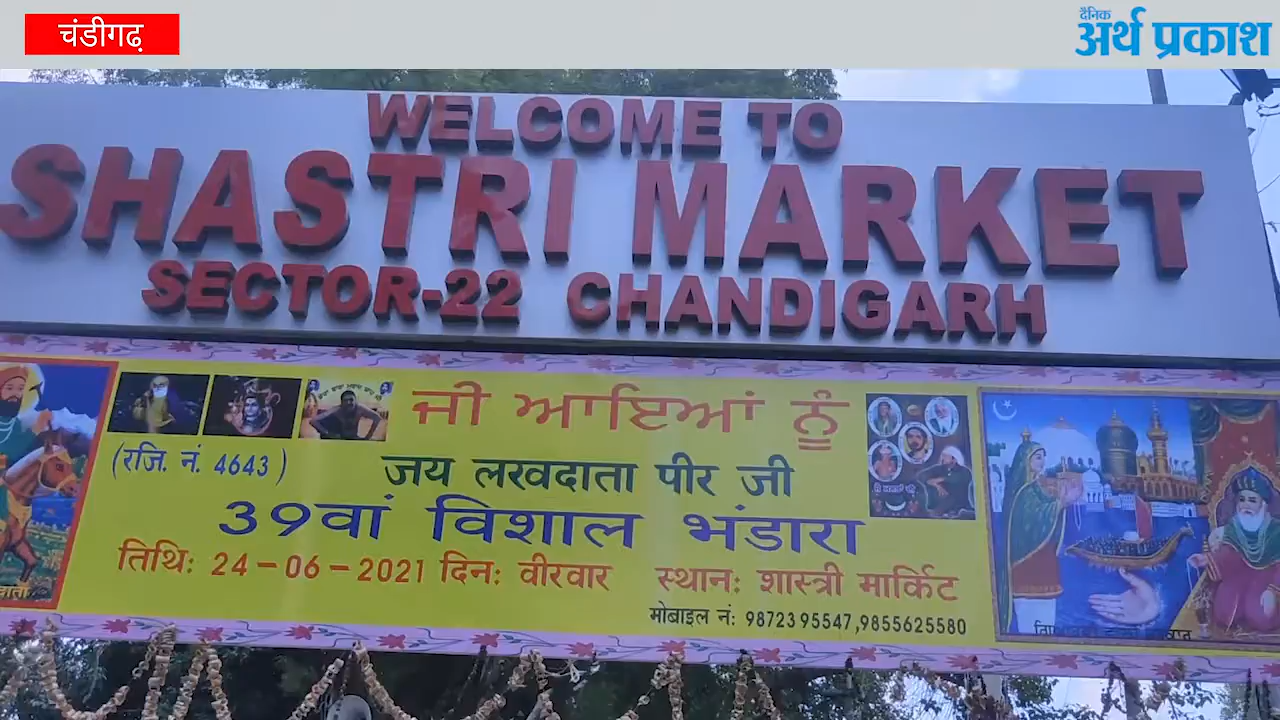 चंडीगढ़
दैनिक
अर्थ प्रकाश
WELCOME TO
SHASTRI MARKET
SECTOR-22 CHANDIGARH
ਜੀ ਆਇਆਂ ਨੂੰ
(रजि. नं. 4643)
जय लखदाता पीर जी
39वां विशाल भंडारा
तिथि: 24-06-2021 दिन: वीरवार स्थान: शास्त्री मार्किट
मोबाइल नं: 9872395547,9855625580